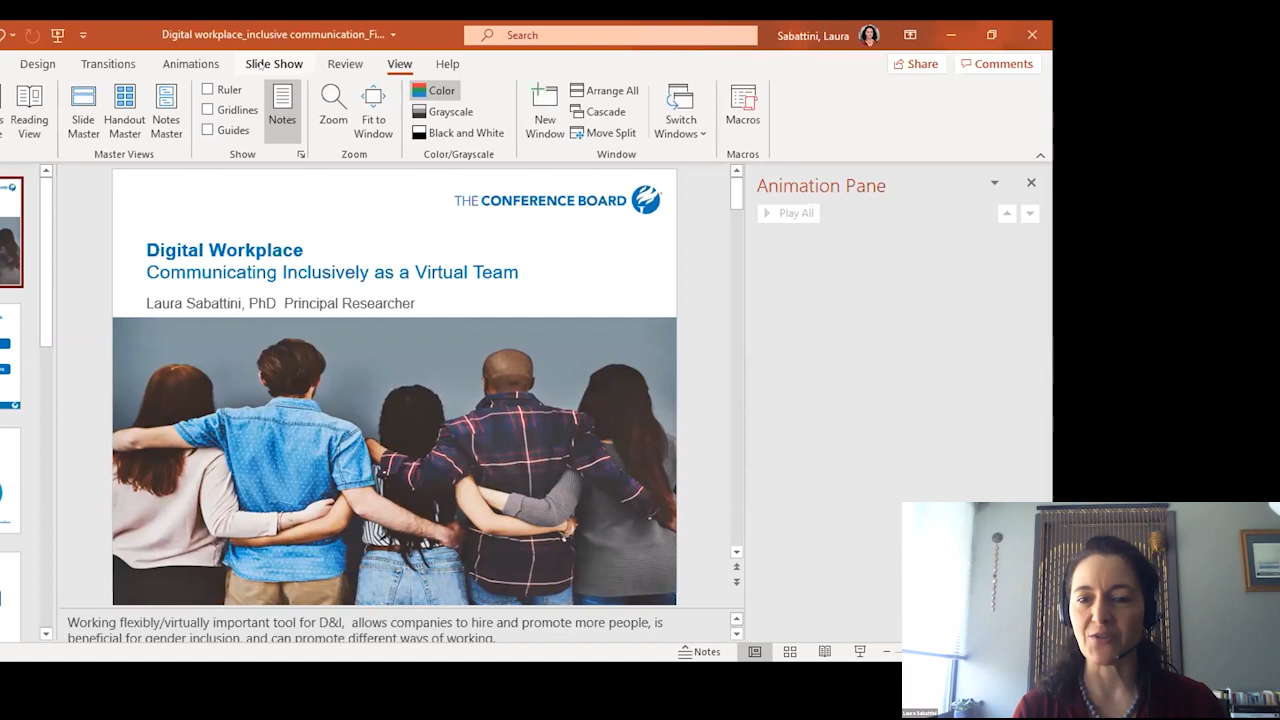 Digital workplace_inclusive communication_Fi...
Search
Sabattini, Laura
Design
Transitions
Animations
Slide Show
Review
View
Help
Share
Comments
Reading View
Slide Master
Handout Master
Notes Master
Master Views
Ruler
Gridlines
Guides
Show
Notes
Zoom
Fit to Window
Zoom
Color
Grayscale
Black and White
Color/Grayscale
New Window
Arrange All
Cascade
Move Split
Switch Windows
Window
Macros
Macros
THE CONFERENCE BOARD
Digital Workplace
Communicating Inclusively as a Virtual Team
Laura Sabattini, PhD Principal Researcher
Animation Pane
Play All
Working flexibly/virtually important tool for D&I, allows companies to hire and promote more people, is
beneficial for gender inclusion, and can promote different ways of working.
Notes
Laura Sabattini